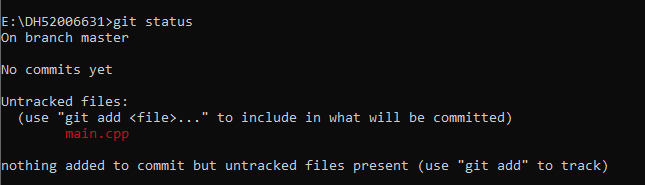 E:\DH52006631>git status
On branch master
No commits yet
Untracked files:
(use "git add <file>..." to include in what will be committed)
main.cpp
nothing added to commit but untracked files present (use "git add" to track)